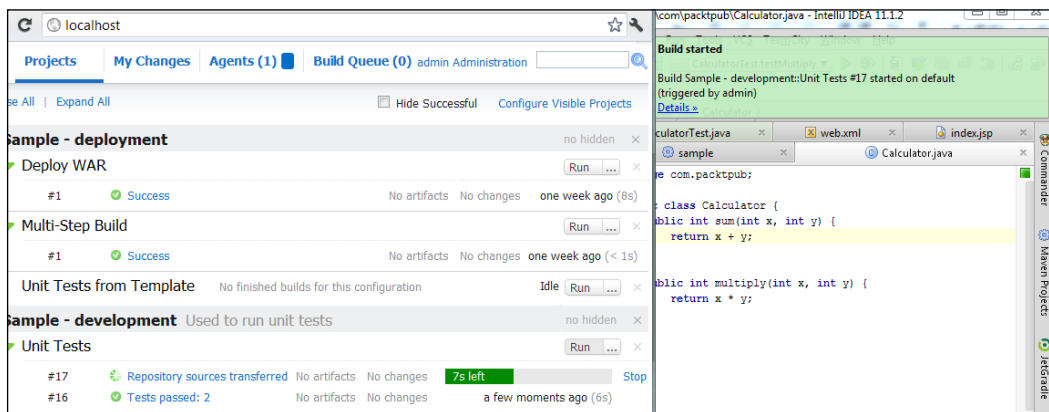 localhost
Projects My Changes Agents (1) Build Queue (0) admin Administration
se All | Expand All Hide Successful Configure Visible Projects
Sample - deployment no hidden ×
Deploy WAR Run ... ×
#1 Success No artifacts No changes one week ago (8s)
Multi-Step Build Run ... ×
#1 Success No artifacts No changes one week ago (< 1s)
Unit Tests from Template No finished builds for this configuration Idle Run ... ×
Sample - development Used to run unit tests no hidden ×
Unit Tests Run ... ×
#17 Repository sources transferred No artifacts No changes 7s left Stop
#16 Tests passed: 2 No artifacts No changes a few moments ago (6s)
\com\packtpub\Calculator.java - IntelliJ IDEA 11.1.2
Build started
Build Sample - development::Unit Tests #17 started on default
(triggered by admin)
Details »
culatorTest.java × web.xml × index.jsp ×
sample × Calculator.java ×
ge com.packtpub;
c class Calculator {
ublic int sum(int x, int y) {
return x + y;
ublic int multiply(int x, int y) {
return x * y;
Commander
Maven Projects
JetGradle